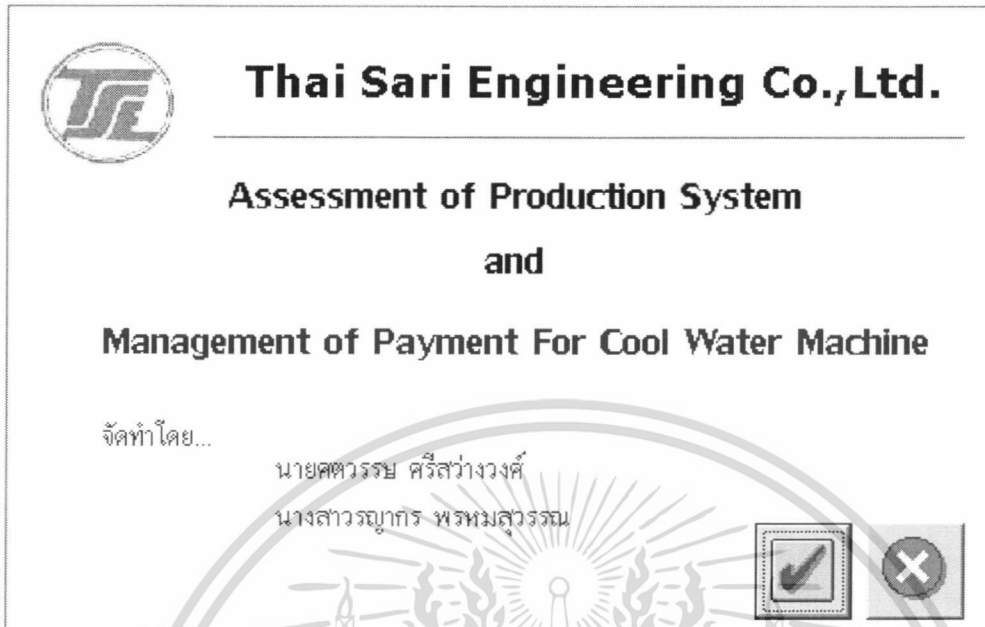 TSE
Thai Sari Engineering Co.,Ltd.
Assessment of Production System
and
Management of Payment For Cool Water Machine
จัดทำโดย...
นายศตวรรษ ศรีสว่างวงศ์
นางสาวรญากร พรหมสุวรรณ